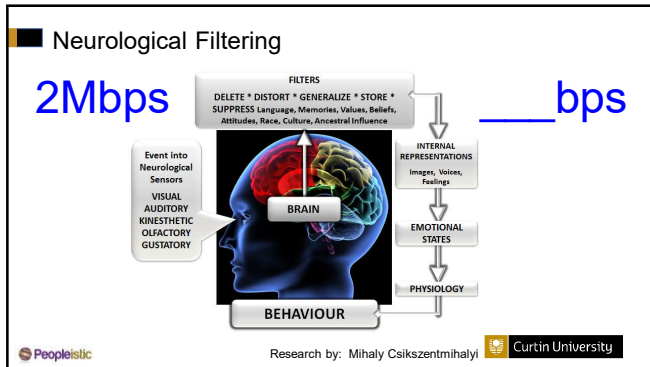 Neurological Filtering
2Mbps
FILTERS
DELETE * DISTORT * GENERALIZE * STORE *
SUPPRESS Language, Memories, Values, Beliefs,
Attitudes, Race, Culture, Ancestral Influence
___bps
Event into
Neurological
Sensors
VISUAL
AUDITORY
KINESTHETIC
OLFACTORY
GUSTATORY
BRAIN
INTERNAL
REPRESENTATIONS
Images, Voices,
Feelings
EMOTIONAL
STATES
PHYSIOLOGY
BEHAVIOUR
Peopleistic
Research by: Mihaly Csikszentmihalyi
Curtin University